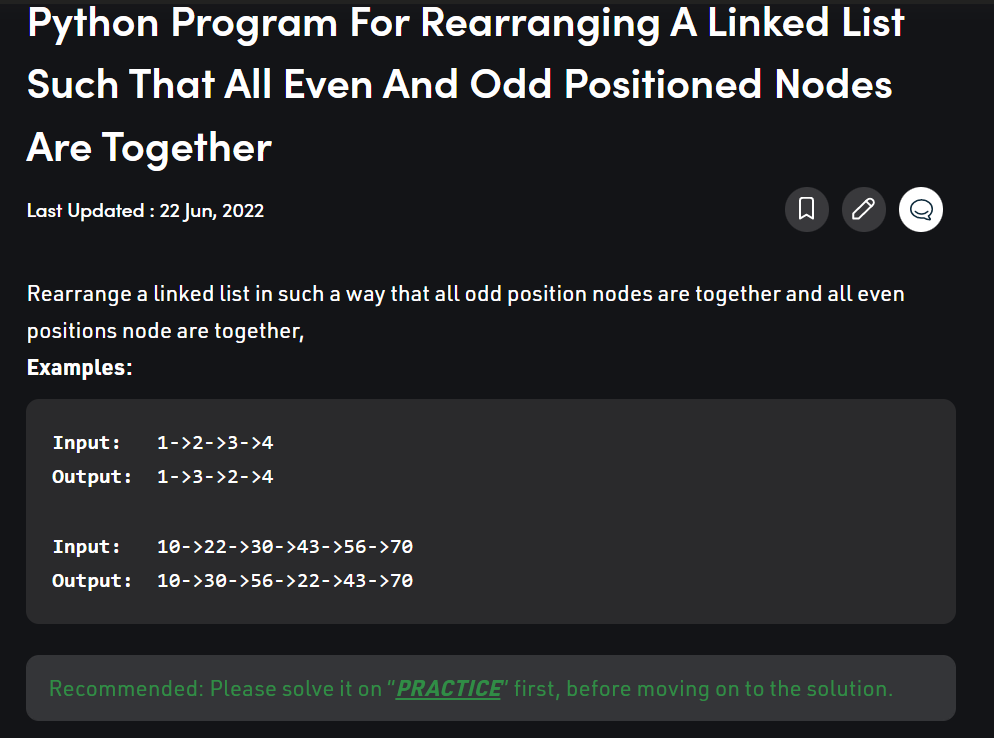 Python Program For Rearranging A Linked List
Such That All Even And Odd Positioned Nodes
Are Together
Last Updated : 22 Jun, 2022
Rearrange a linked list in such a way that all odd position nodes are together and all even
positions node are together,
Examples:
Input:   1->2->3->4
Output:  1->3->2->4
Input:   10->22->30->43->56->70
Output:  10->30->56->22->43->70
Recommended: Please solve it on “PRACTICE” first, before moving on to the solution.